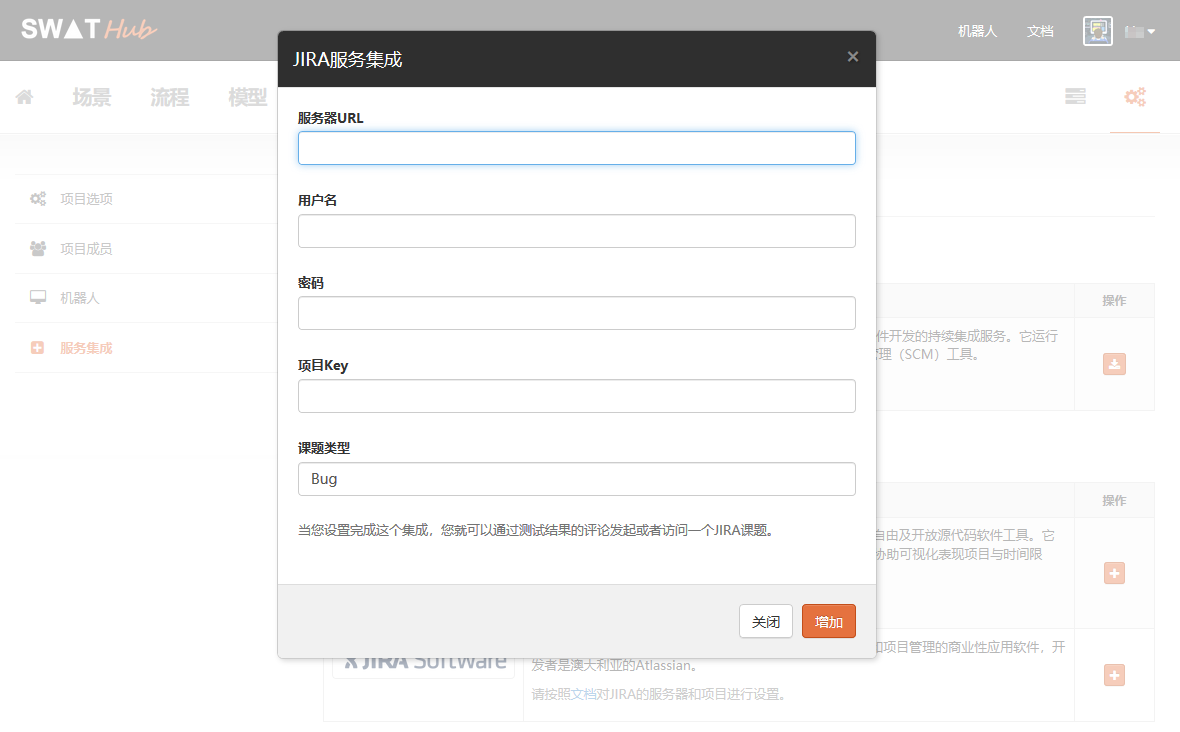 SWAT Hub
机器人
文档
场景
流程
模型
项目选项
项目成员
机器人
服务集成
JIRA服务集成
×
服务器URL
用户名
密码
项目Key
课题类型
Bug
当您设置完成这个集成，您就可以通过测试结果的评论发起或者访问一个JIRA课题。
关闭
增加
操作
件开发的持续集成服务。它运行
管理（SCM）工具。
操作
自由及开放源代码软件工具。它
协助可视化表现项目与时间限
和项目管理的商业性应用软件，开
JIRA Software
发者是澳大利亚的Atlassian。
请按照文档对JIRA的服务器和项目进行设置。